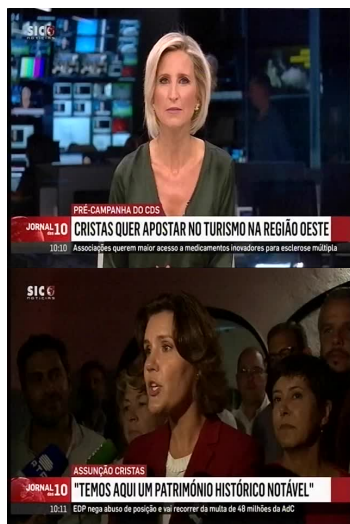 SIC
NOTÍCIAS
PRÉ-CAMPANHA DO CDS
JORNAL das 10
CRISTAS QUER APOSTAR NO TURISMO NA REGIÃO OESTE
10:10 Associações querem maior acesso a medicamentos inovadores para esclerose múltipla
SIC
NOTÍCIAS
ASSUNÇÃO CRISTAS
JORNAL das 10
"TEMOS AQUI UM PATRIMÓNIO HISTÓRICO NOTÁVEL"
10:11 EDP nega abuso de posição e vai recorrer da multa de 48 milhões da AdC